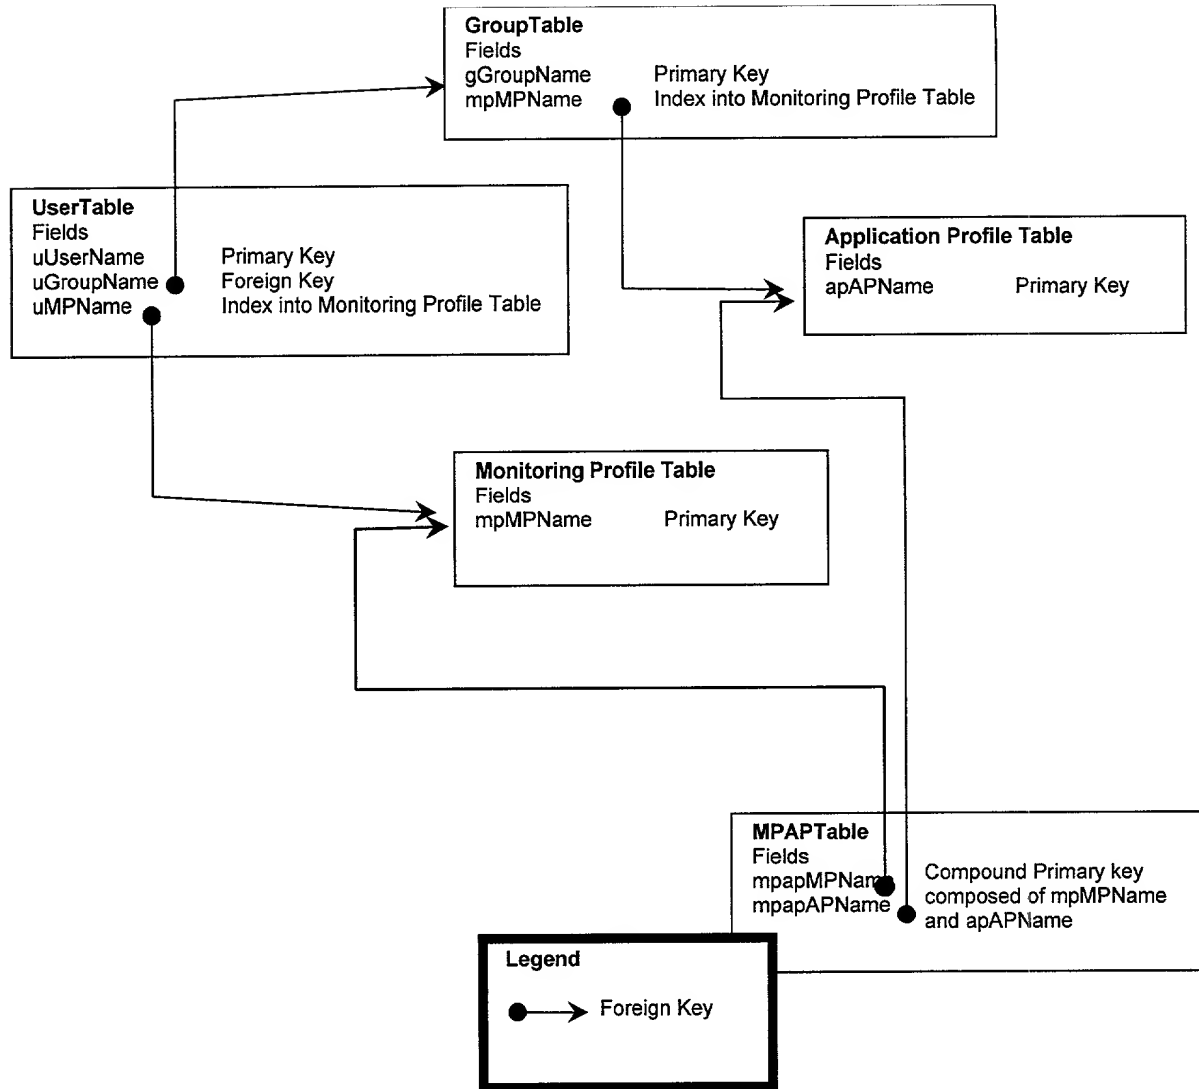 GroupTable
Fields
gGroupName Primary Key
mpMPName Index into Monitoring Profile Table
UserTable
Fields
uUserName Primary Key
uGroupName Foreign Key
uMPName Index into Monitoring Profile Table
Application Profile Table
Fields
apAPName Primary Key
Monitoring Profile Table
Fields
mpMPName Primary Key
MPAPTable
Fields
mpapMPName
mpapAPName
Compound Primary key
composed of mpMPName
and apAPName
Legend
Foreign Key